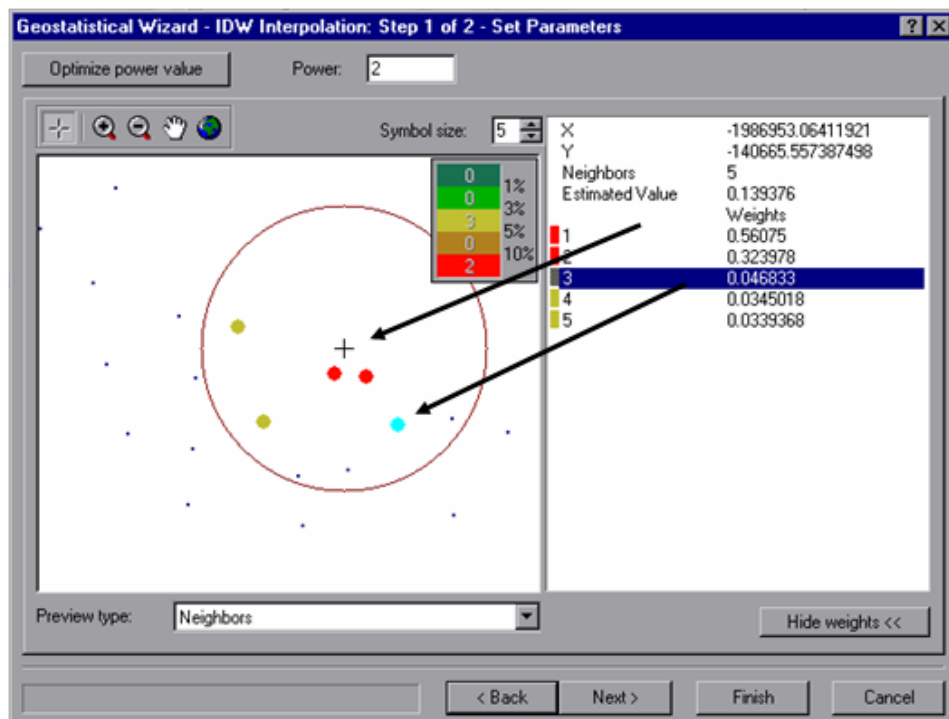 Geostatistical Wizard - IDW Interpolation: Step 1 of 2 - Set Parameters
Optimize power value
Power: 2
Symbol size: 5
0
0
3
0
2
1%
3%
5%
10%
X -1986953.06411921
Y -140665.557387498
Neighbors 5
Estimated Value 0.139376
Weights
1 0.56075
2 0.323978
3 0.046833
4 0.0345018
5 0.0339368
Preview type: Neighbors
Hide weights <<
< Back Next > Finish Cancel